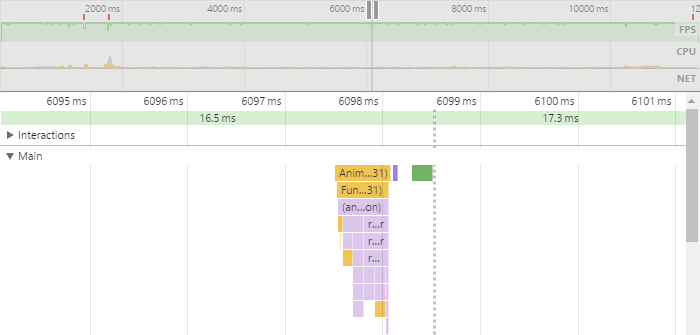 2000 ms 4000 ms 6000 ms 8000 ms 10000 ms 12
FPS
CPU
NET
6095 ms 6096 ms 6097 ms 6098 ms 6099 ms 6100 ms 6101 ms
16.5 ms 17.3 ms
Interactions
Main
Anim...31)
Fun...31)
(an...on)
r...r
r...r
r...